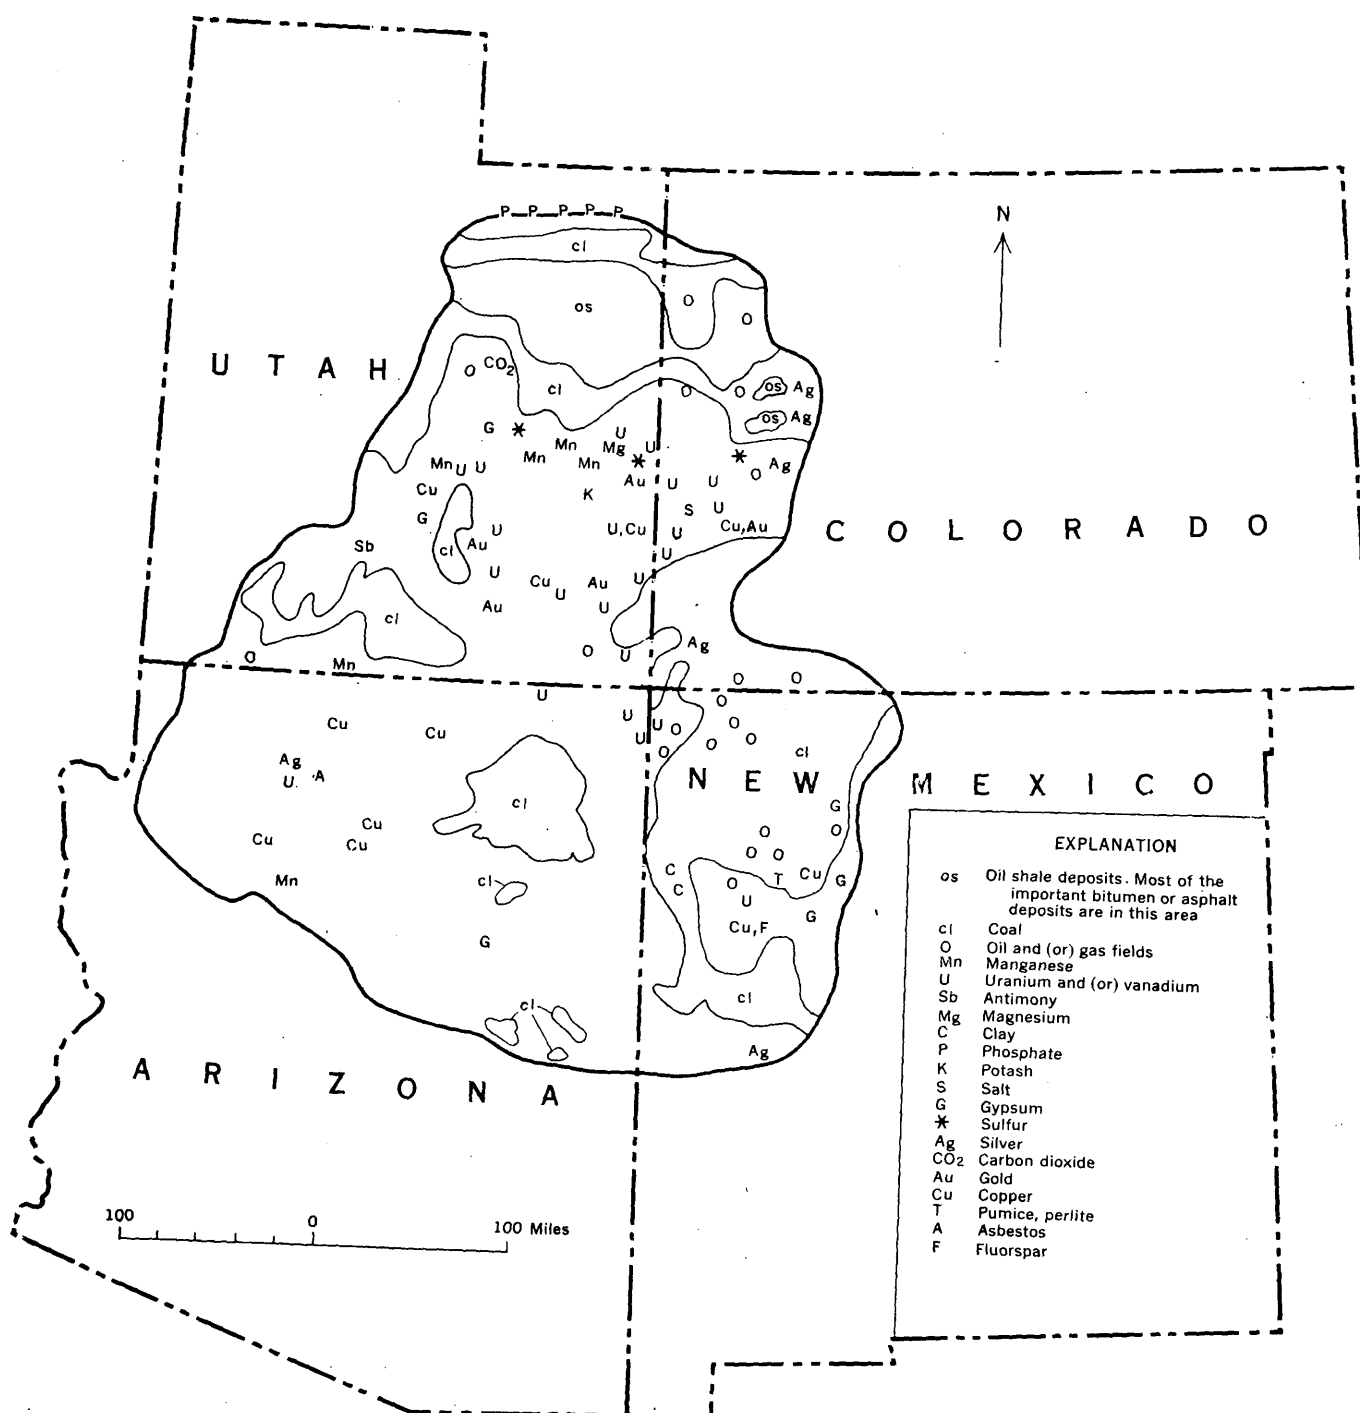 P P P P P
N
cl
O
os
O
UTAH
O CO2
cl
O O os Ag
os Ag
G *
U
Mn Mg U
Mn Mn * *
Mn U U
O Ag
Au U U
Cu
K
S U
G
U U,Cu U Cu,Au
COLORADO
Sb cl Au
U
U
U Cu Au U
U
Au U
cl
Ag
O U
O
Mn
O O
U
O
U
Cu U O O
Cu U O O
O cl
Ag
U. A
NEW MEXICO
cl
G
Cu O O
Cu Cu
O O
C
T Cu G
Mn cl C O
U
G
Cu,F
G
cl cl
Ag
ARIZONA
EXPLANATION
os Oil shale deposits. Most of the
important bitumen or asphalt
deposits are in this area
cl Coal
O Oil and (or) gas fields
Mn Manganese
U Uranium and (or) vanadium
Sb Antimony
Mg Magnesium
C Clay
P Phosphate
K Potash
S Salt
G Gypsum
* Sulfur
Ag Silver
CO2 Carbon dioxide
Au Gold
Cu Copper
T Pumice, perlite
A Asbestos
F Fluorspar
100 0 100 Miles